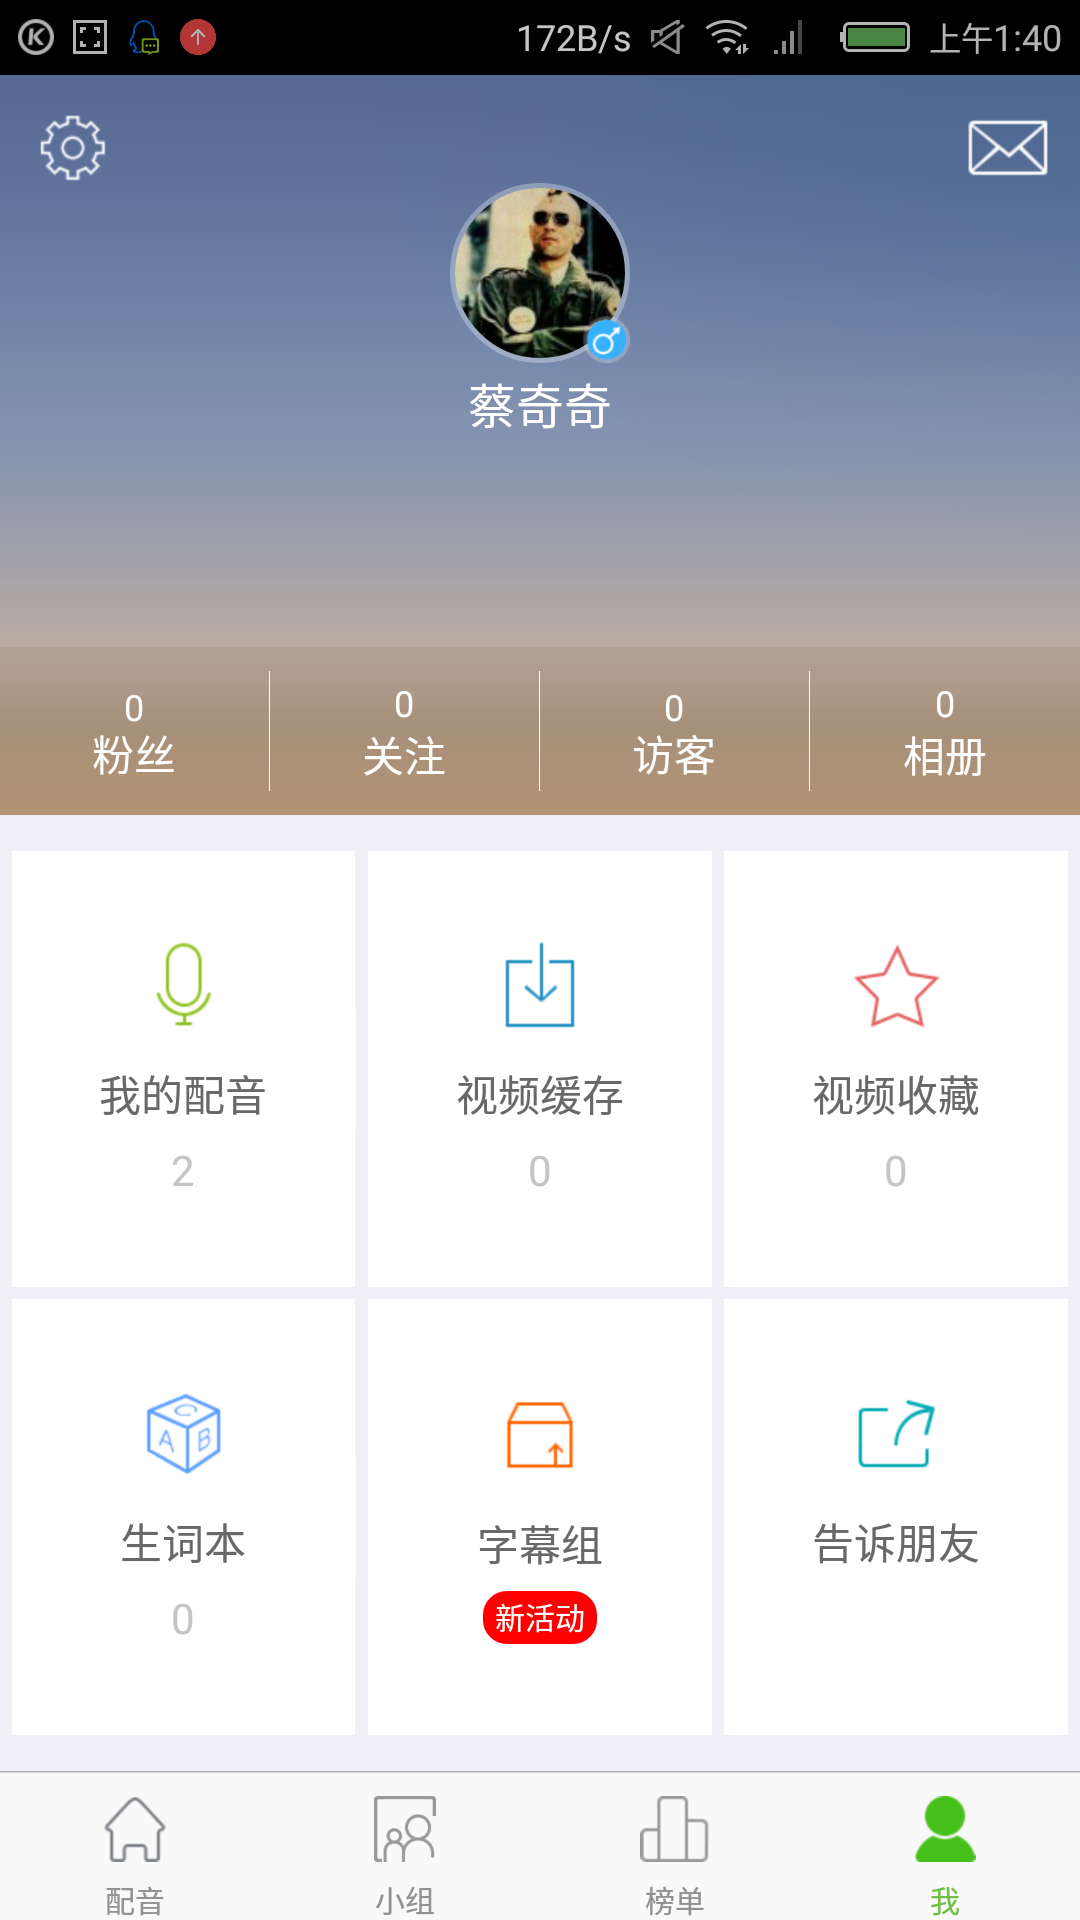 172B/s 上午1:40
蔡奇奇
0 0 0 0
粉丝 关注 访客 相册
我的配音 视频缓存 视频收藏
2 0 0
生词本 字幕组 告诉朋友
0 新活动
配音 小组 榜单 我